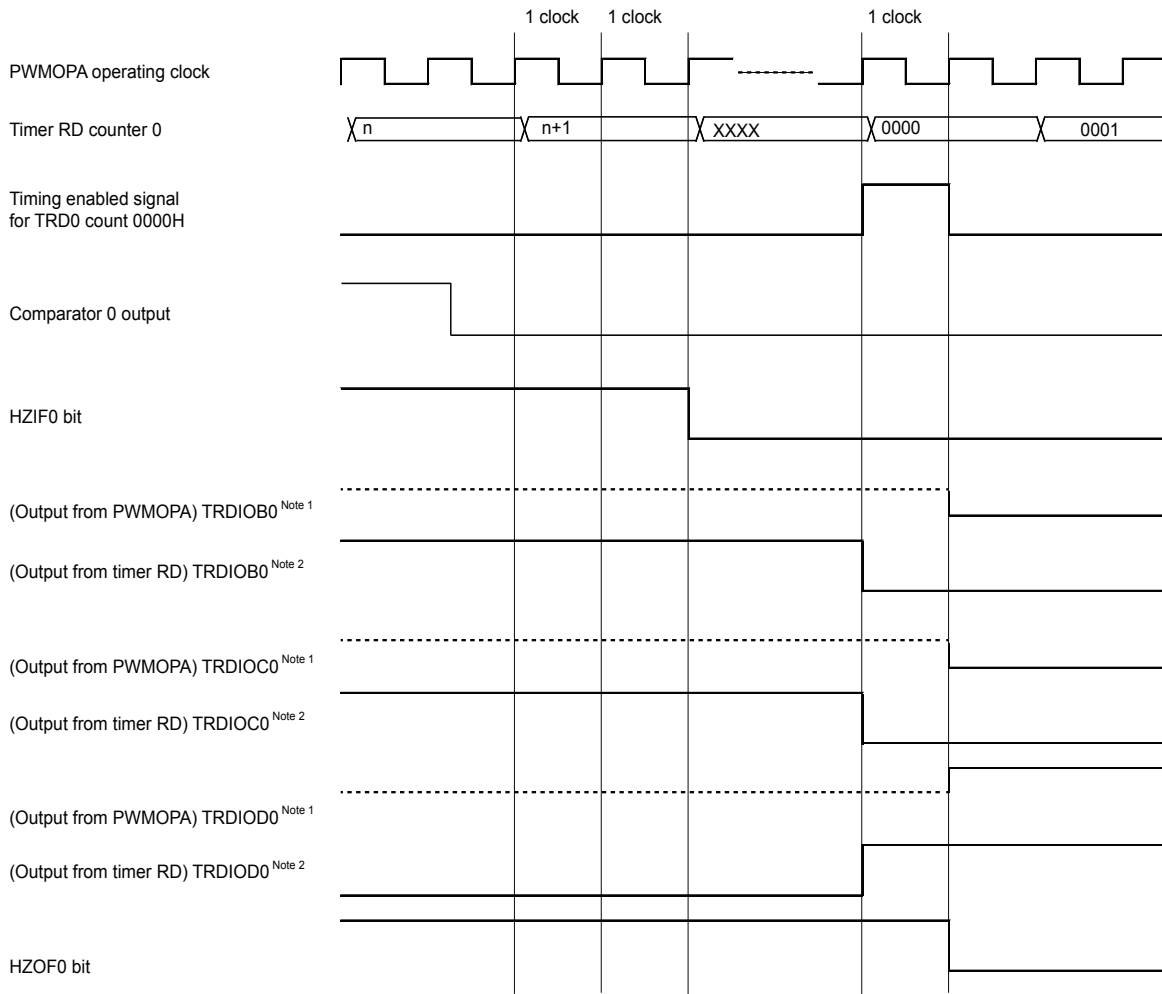 1 clock 1 clock 1 clock
PWMOPA operating clock
Timer RD counter 0 n n+1 XXXX 0000 0001
Timing enabled signal
for TRD0 count 0000H
Comparator 0 output
HZIF0 bit
(Output from PWMOPA) TRDIOB0 Note 1
(Output from timer RD) TRDIOB0 Note 2
(Output from PWMOPA) TRDIOC0 Note 1
(Output from timer RD) TRDIOC0 Note 2
(Output from PWMOPA) TRDIOD0 Note 1
(Output from timer RD) TRDIOD0 Note 2
HZOF0 bit